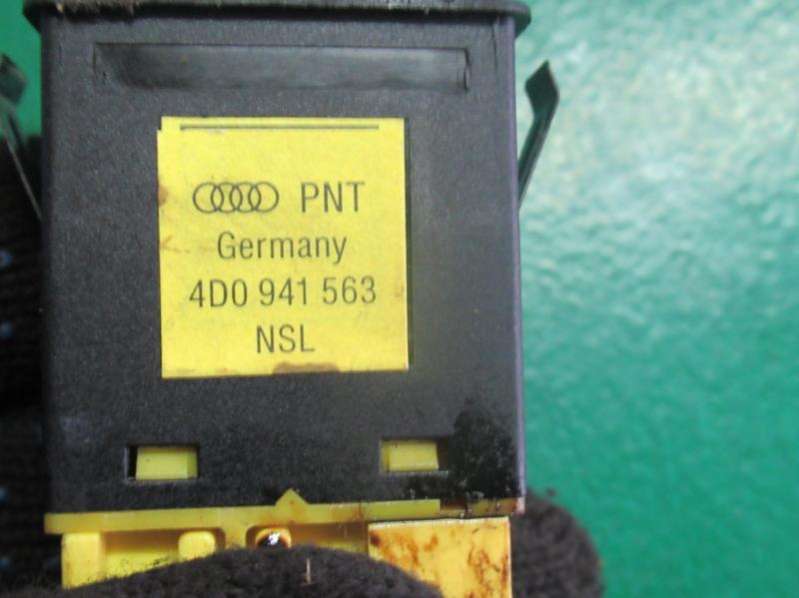 PNT
Germany
4D0 941 563
NSL